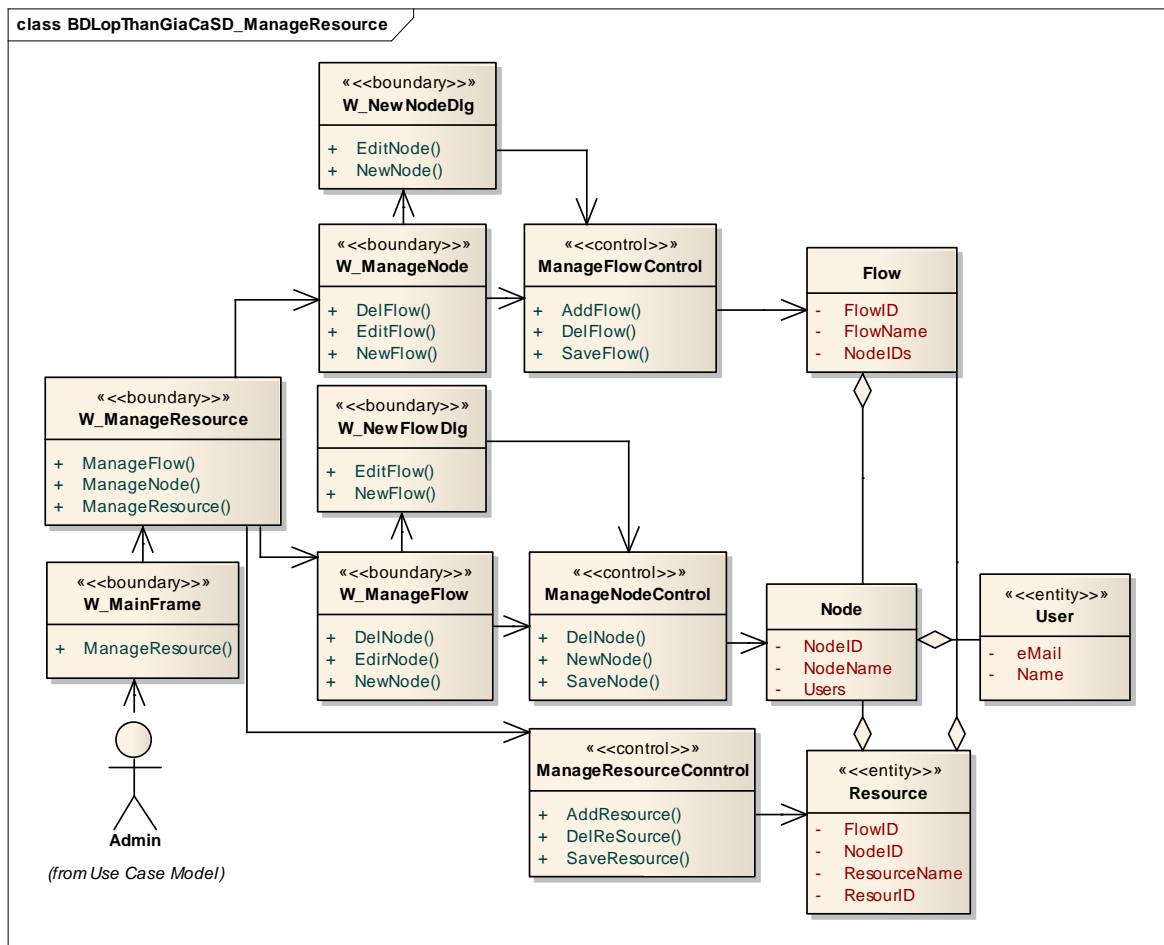 class BDLopThanGiaCaSD_ManageResource
«<<boundary>>»
W_NewNodeDlg
+ EditNode()
+ NewNode()
«<<boundary>>»
W_ManageNode
+ DelFlow()
+ EditFlow()
+ NewFlow()
«<<control>>»
ManageFlowControl
+ AddFlow()
+ DelFlow()
+ SaveFlow()
Flow
- FlowID
- FlowName
- NodeIDs
«<<boundary>>»
W_ManageResource
+ ManageFlow()
+ ManageNode()
+ ManageResource()
«<<boundary>>»
W_NewFlowDlg
+ EditFlow()
+ NewFlow()
«<<boundary>>»
W_MainFrame
+ ManageResource()
«<<boundary>>»
W_ManageFlow
+ DelNode()
+ EdirNode()
+ NewNode()
«<<control>>»
ManageNodeControl
+ DelNode()
+ NewNode()
+ SaveNode()
Node
- NodeID
- NodeName
- Users
«<<entity>>»
User
- eMail
- Name
Admin
(from Use Case Model)
«<<control>>»
ManageResourceConntrol
+ AddResource()
+ DelReSource()
+ SaveResource()
«<<entity>>»
Resource
- FlowID
- NodeID
- ResourceName
- ResourID